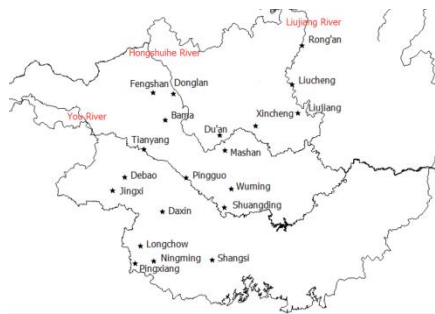 Liujiang River
Rong'an
Hongshuihe River
Donglan
Fengshan
Liucheng
You River
Bama
Xincheng
Liujiang
Du'an
Tianyang
Mashan
Debao
Pingguo
Jingxi
Wuming
Daxin
Shuangding
Longchow
Ningming
Shangsi
Pingxiang